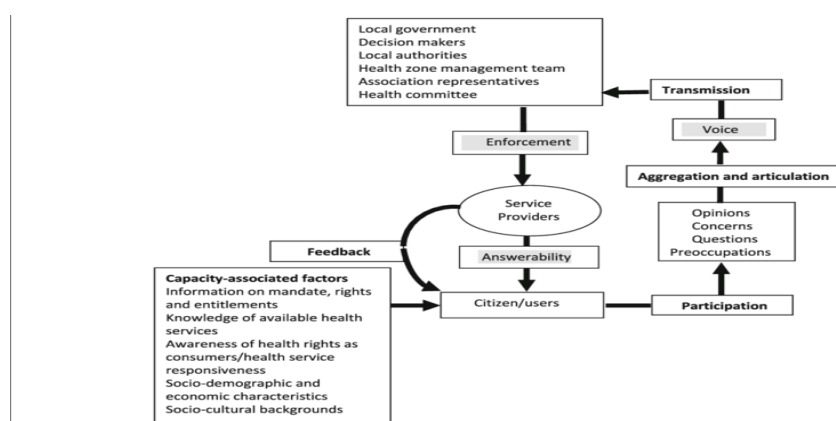 Local government
Decision makers
Local authorities
Health zone management team
Association representatives
Health committee
Transmission
Voice
Enforcement
Aggregation and articulation
Service
Providers
Opinions
Concerns
Questions
Preoccupations
Feedback
Answerability
Capacity-associated factors
Information on mandate, rights
and entitlements
Knowledge of available health
services
Awareness of health rights as
consumers/health service
responsiveness
Socio-demographic and
economic characteristics
Socio-cultural backgrounds
Citizen/users
Participation